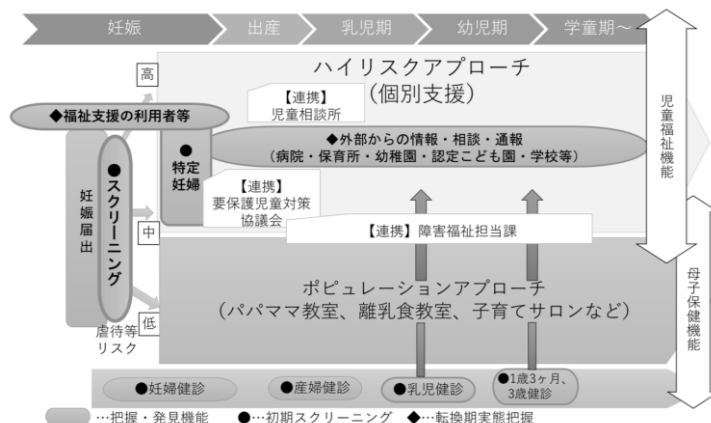 妊娠
出産
乳児期
幼児期
学童期～
高
ハイリスクアプローチ
(個別支援)
【連携】
児童相談所
◆福祉支援の利用者等
●特定妊婦
◆外部からの情報・相談・通報
(病院・保育所・幼稚園・認定こども園・学校等)
児童福祉機能
妊娠届出
●スクリーニング
【連携】
要保護児童対策
協議会
中
【連携】障害福祉担当課
ポピュレーションアプローチ
(パパママ教室、離乳食教室、子育てサロンなど)
母子保健機能
低
虐待等
リスク
●妊婦健診
●産婦健診
●乳児健診
●1歳3ヶ月、
3歳健診
…把握・発見機能
●…初期スクリーニング
◆…転換期実態把握